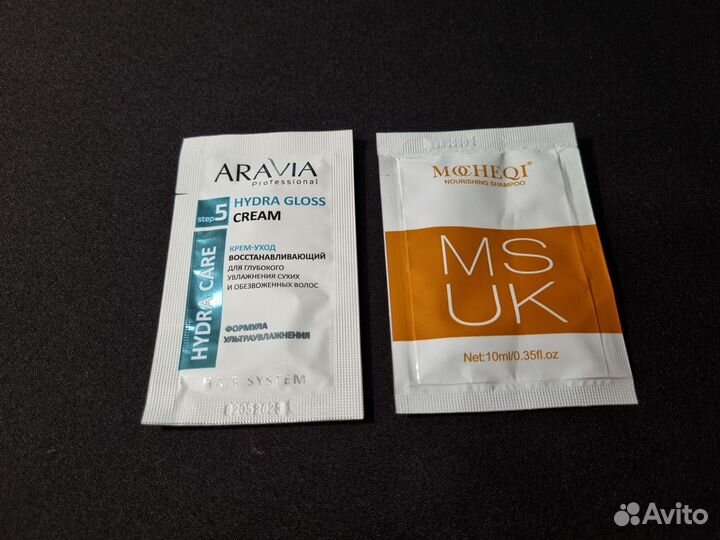 ARAVIA
professional
step 5
HYDRA GLOSS
CREAM
HYDRA CARE
КРЕМ-УХОД
ВОССТАНАВЛИВАЮЩИЙ
ДЛЯ ГЛУБОКОГО
УВЛАЖНЕНИЯ СУХИХ
И ОБЕЗВОЖЕННЫХ ВОЛОС
ФОРМУЛА
УЛЬТРАУВЛАЖНЕНИЯ
HAIR SYSTEM
MOCHEQI®
NOURISHING SHAMPOO
MS
UK
Net:10ml/0.35fl.oz
Avito